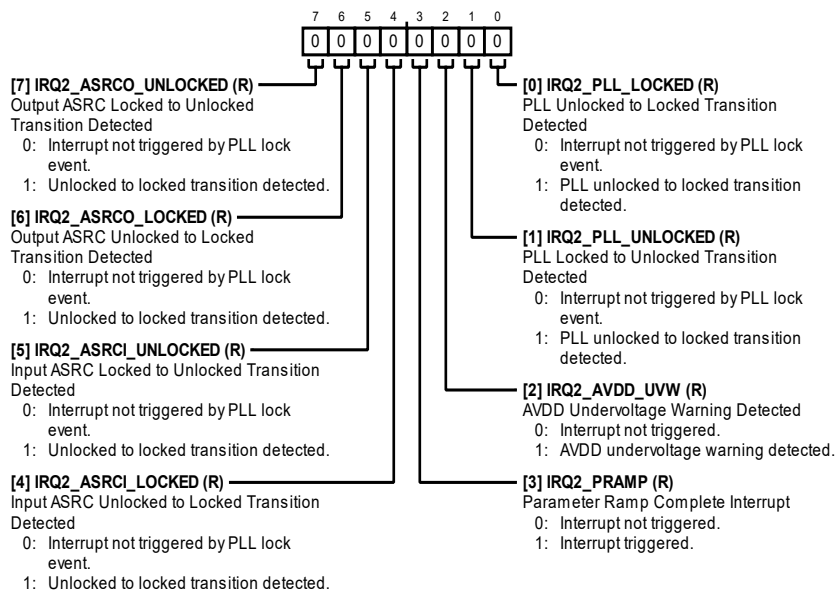 7 6 5 4 3 2 1 0
0 0 0 0 0 0 0 0
[7] IRQ2_ASRCO_UNLOCKED (R)
Output ASRC Locked to Unlocked
Transition Detected
0: Interrupt not triggered by PLL lock
event.
1: Unlocked to locked transition detected.
[6] IRQ2_ASRCO_LOCKED (R)
Output ASRC Unlocked to Locked
Transition Detected
0: Interrupt not triggered by PLL lock
event.
1: Unlocked to locked transition detected.
[5] IRQ2_ASRCI_UNLOCKED (R)
Input ASRC Locked to Unlocked Transition
Detected
0: Interrupt not triggered by PLL lock
event.
1: Unlocked to locked transition detected.
[4] IRQ2_ASRCI_LOCKED (R)
Input ASRC Unlocked to Locked Transition
Detected
0: Interrupt not triggered by PLL lock
event.
1: Unlocked to locked transition detected.
[0] IRQ2_PLL_LOCKED (R)
PLL Unlocked to Locked Transition
Detected
0: Interrupt not triggered by PLL lock
event.
1: PLL unlocked to locked transition
detected.
[1] IRQ2_PLL_UNLOCKED (R)
PLL Locked to Unlocked Transition
Detected
0: Interrupt not triggered by PLL lock
event.
1: PLL unlocked to locked transition
detected.
[2] IRQ2_AVDD_UVW (R)
AVDD Undervoltage Warning Detected
0: Interrupt not triggered.
1: AVDD undervoltage warning detected.
[3] IRQ2_PRAMP (R)
Parameter Ramp Complete Interrupt
0: Interrupt not triggered.
1: Interrupt triggered.